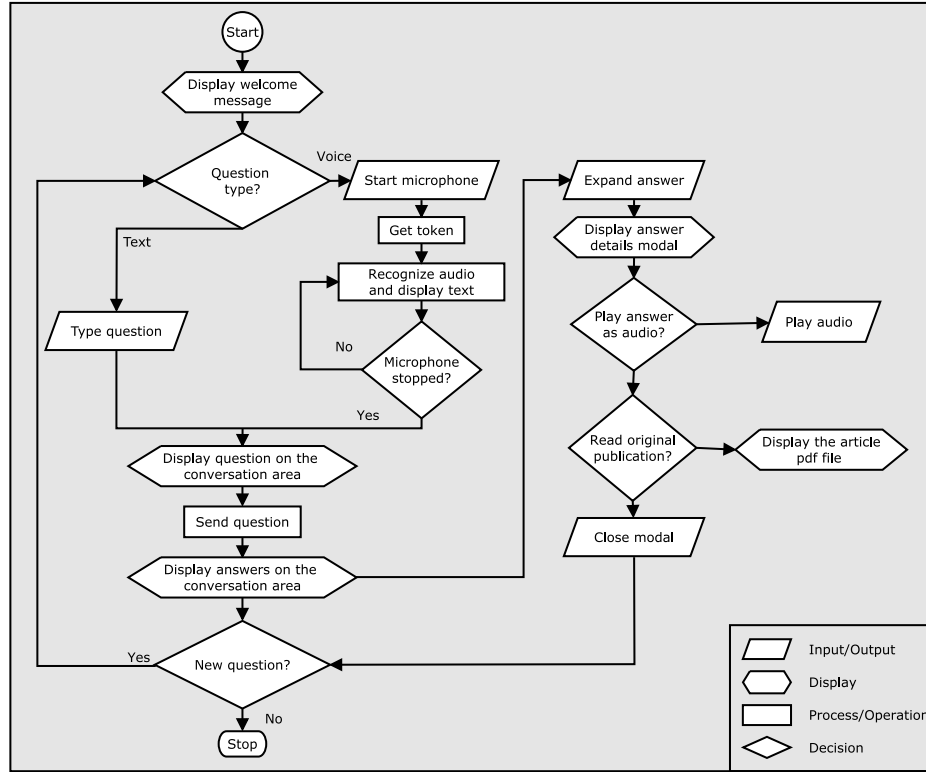 Start
Display welcome
message
Question
type?
Voice
Start microphone
Get token
Recognize audio
and display text
No
Microphone
stopped?
Yes
Text
Type question
Display question on the
conversation area
Send question
Display answers on the
conversation area
Yes
New question?
No
Stop
Expand answer
Display answer
details modal
Play answer
as audio?
Play audio
Read original
publication?
Display the article
pdf file
Close modal
Input/Output
Display
Process/Operation
Decision